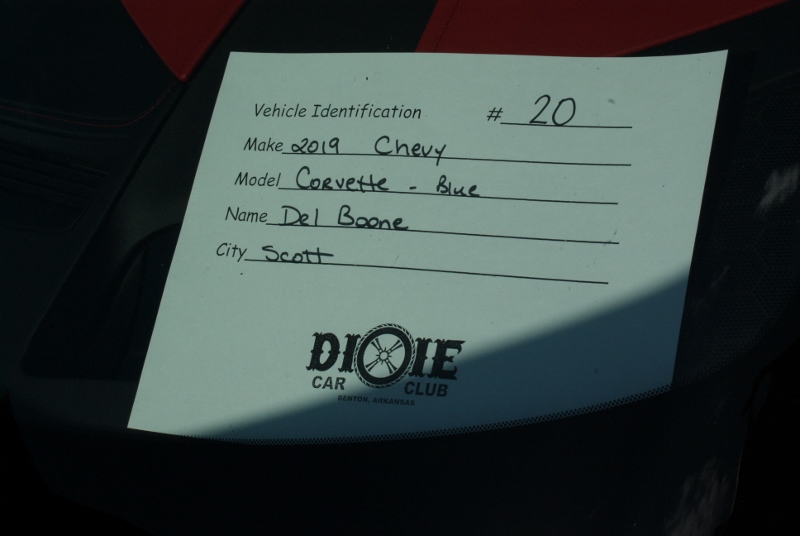 Vehicle Identification # 20
Make 2019 Chevy
Model Corvette - Blue
Name Del Boone
City Scott
DIXIE
CAR CLUB
BENTON, ARKANSAS